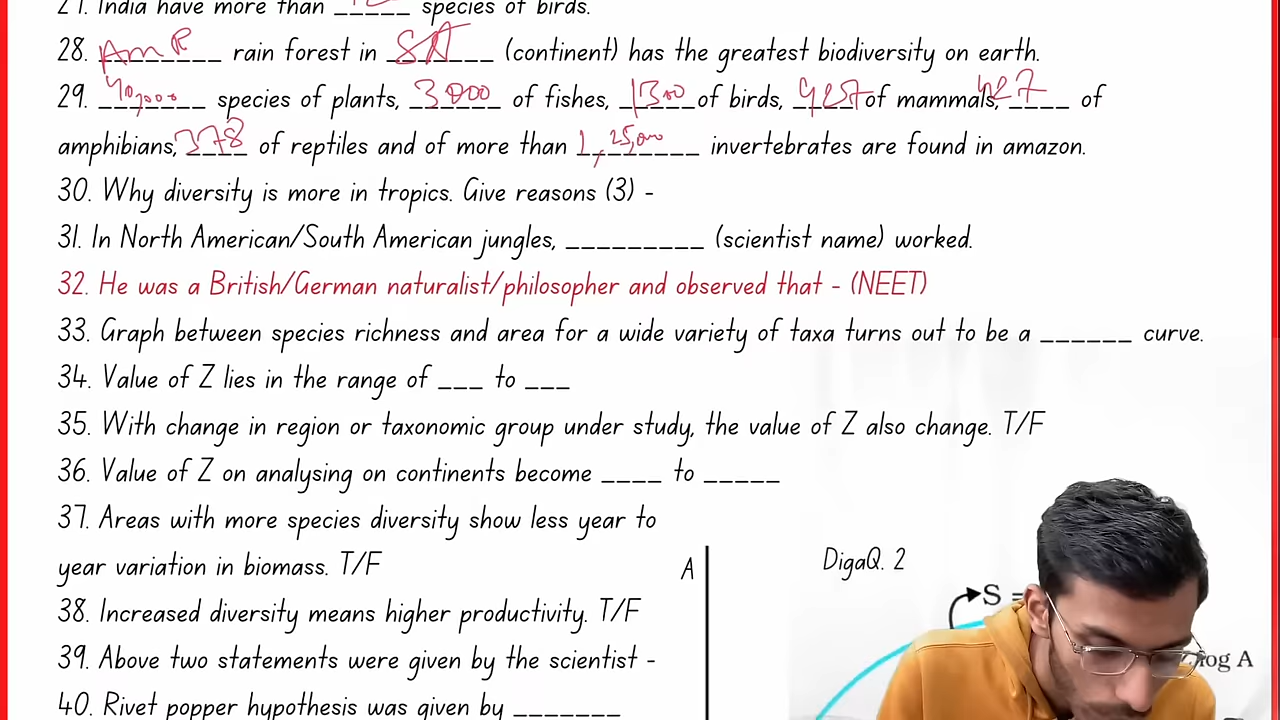 27. India have more than _____ species of birds.
28. Am R rain forest in SA (continent) has the greatest biodiversity on earth.
29. 40,000 species of plants, 3000 of fishes, 1300 of birds, 427 of mammals, 427 of
amphibians, 378 of reptiles and of more than 1,25,000 invertebrates are found in amazon.
30. Why diversity is more in tropics. Give reasons (3) -
31. In North American/South American jungles, _________ (scientist name) worked.
32. He was a British/German naturalist/philosopher and observed that - (NEET)
33. Graph between species richness and area for a wide variety of taxa turns out to be a ______ curve.
34. Value of Z lies in the range of ___ to ___
35. With change in region or taxonomic group under study, the value of Z also change. T/F
36. Value of Z on analysing on continents become ____ to _____
37. Areas with more species diversity show less year to
year variation in biomass. T/F
A
DigaQ. 2
S =
38. Increased diversity means higher productivity. T/F
39. Above two statements were given by the scientist -
log A
40. Rivet popper hypothesis was given by _______